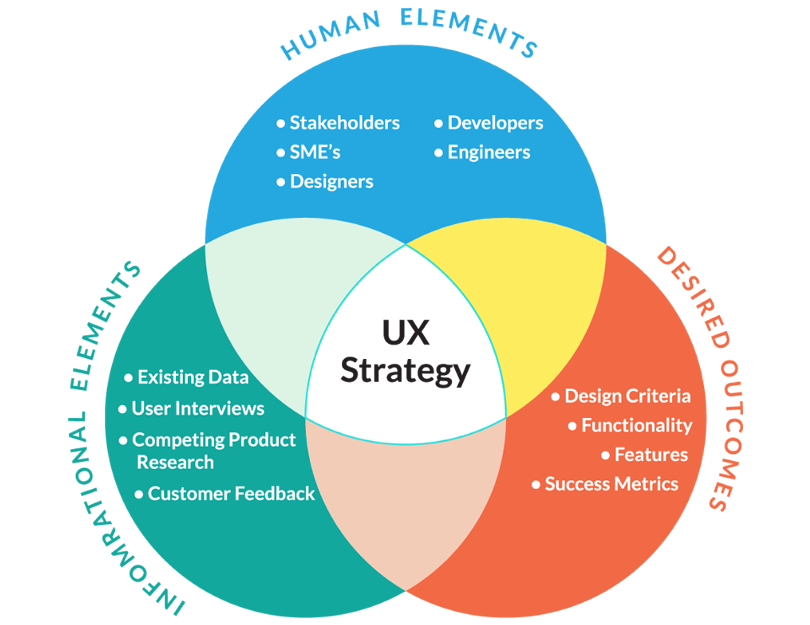 HUMAN ELEMENTS
• Stakeholders
• SME's
• Designers
• Developers
• Engineers
UX
Strategy
INFOMRATIONAL ELEMENTS
• Existing Data
• User Interviews
• Competing Product
Research
• Customer Feedback
DESIRED OUTCOMES
• Design Criteria
• Functionality
• Features
• Success Metrics